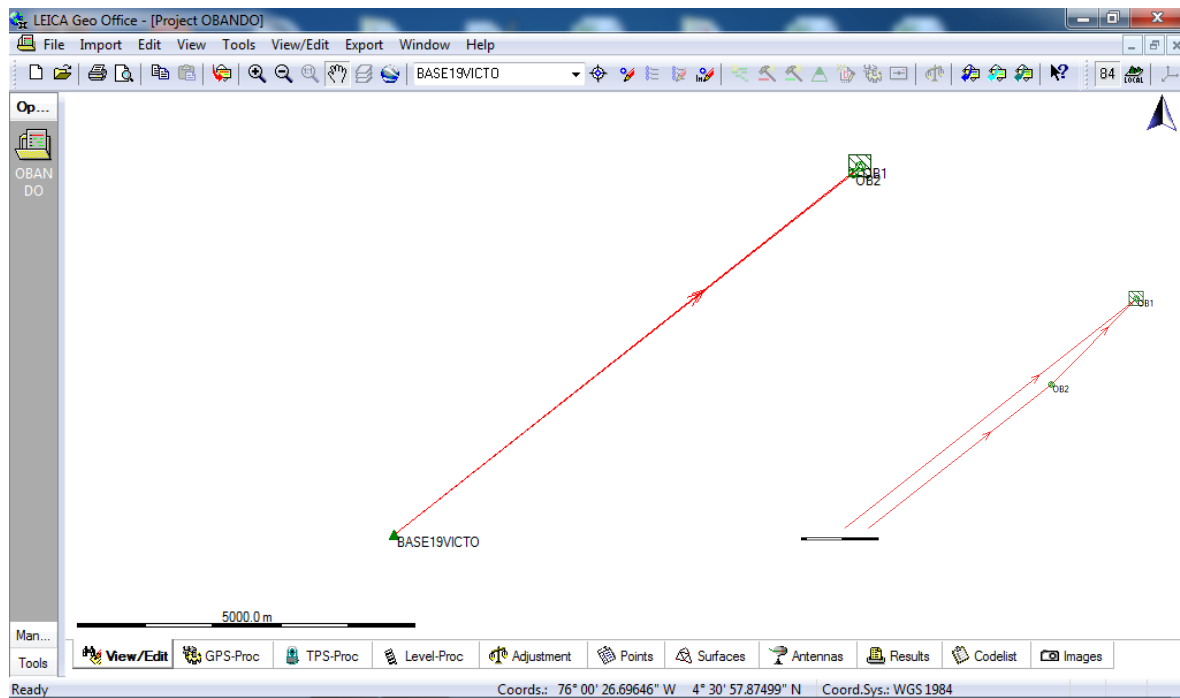 LEICA Geo Office - [Project OBANDO]
File Import Edit View Tools View/Edit Export Window Help
BASE19VICTO
84
LOCAL
Op...
OBAN
DO
OB1
OB2
OB1
OB2
BASE19VICTO
5000.0 m
Man...
Tools
View/Edit GPS-Proc TPS-Proc Level-Proc Adjustment Points Surfaces Antennas Results Codelist Images
Ready Coords.: 76° 00' 26.69646" W 4° 30' 57.87499" N Coord.Sys.: WGS 1984